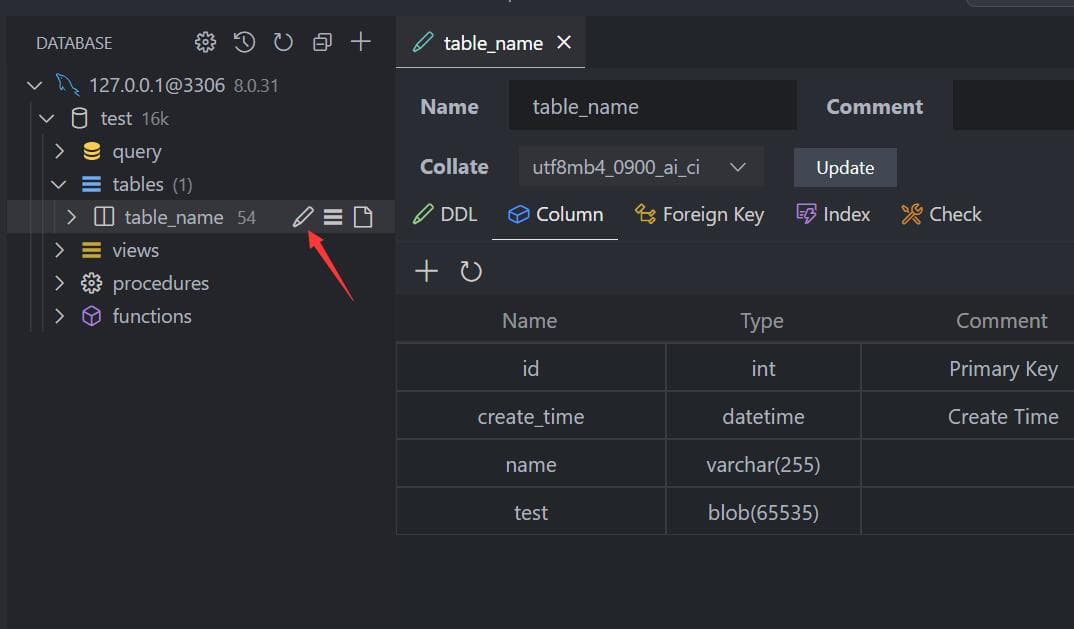 DATABASE
127.0.0.1@3306 8.0.31
test 16k
query
tables (1)
table_name 54
views
procedures
functions
table_name
Name table_name Comment
Collate utf8mb4_0900_ai_ci Update
DDL Column Foreign Key Index Check
Name Type Comment
id int Primary Key
create_time datetime Create Time
name varchar(255)
test blob(65535)